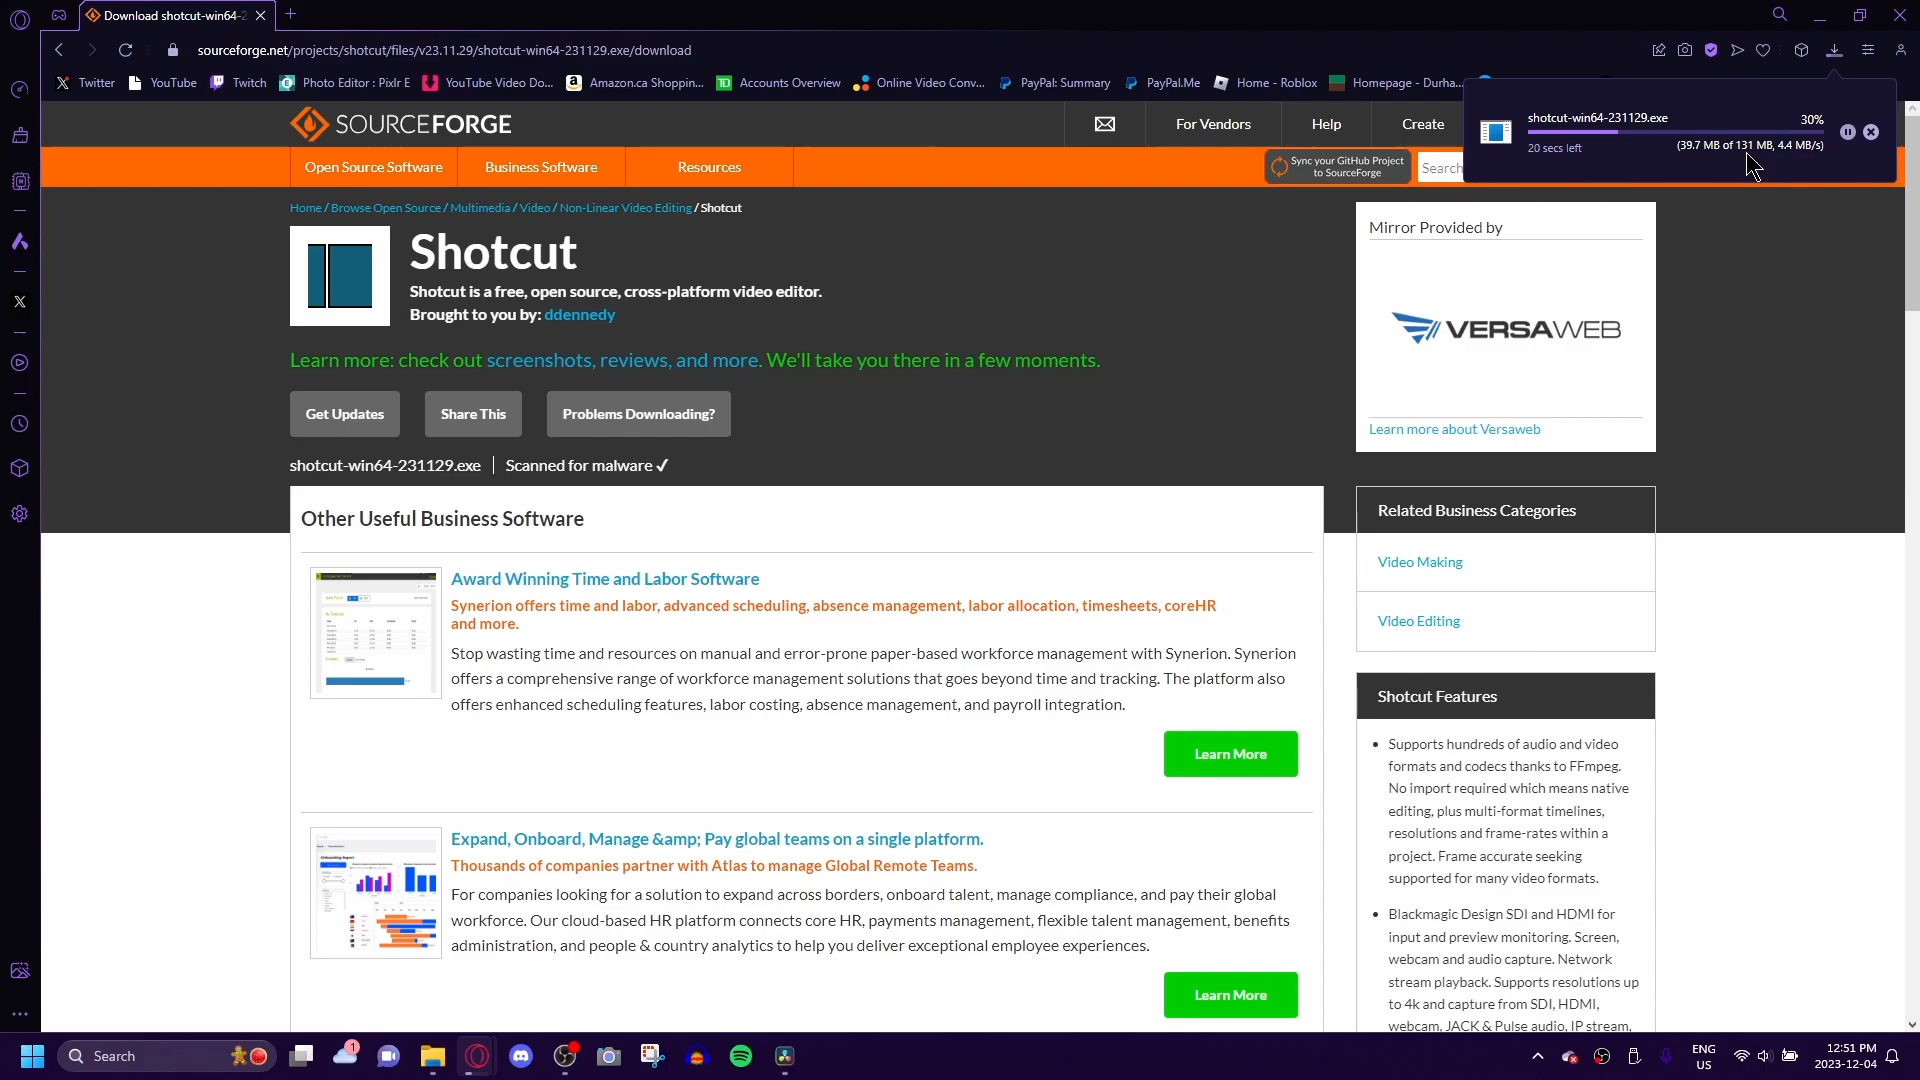 Download shotcut-win64-2
sourceforge.net/projects/shotcut/files/v23.11.29/shotcut-win64-231129.exe/download
Twitter
YouTube
Twitch
Photo Editor : Pixlr E
YouTube Video Do...
Amazon.ca Shoppin...
Accounts Overview
Online Video Conv...
PayPal: Summary
PayPal.Me
Home - Roblox
Homepage - Durha...
shotcut-win64-231129.exe
30%
20 secs left
(39.7 MB of 131 MB, 4.4 MB/s)
SOURCEFORGE
For Vendors
Help
Create
Open Source Software
Business Software
Resources
Sync your GitHub Project
to SourceForge
Search
Home / Browse Open Source / Multimedia / Video / Non-Linear Video Editing / Shotcut
Shotcut
Shotcut is a free, open source, cross-platform video editor.
Brought to you by: ddennedy
Learn more: check out screenshots, reviews, and more. We'll take you there in a few moments.
Get Updates
Share This
Problems Downloading?
shotcut-win64-231129.exe | Scanned for malware ✓
Mirror Provided by
VERSAWEB
Learn more about Versaweb
Other Useful Business Software
Award Winning Time and Labor Software
Synerion offers time and labor, advanced scheduling, absence management, labor allocation, timesheets, coreHR
and more.
Stop wasting time and resources on manual and error-prone paper-based workforce management with Synerion. Synerion
offers a comprehensive range of workforce management solutions that goes beyond time and tracking. The platform also
offers enhanced scheduling features, labor costing, absence management, and payroll integration.
Learn More
Expand, Onboard, Manage &amp; Pay global teams on a single platform.
Thousands of companies partner with Atlas to manage Global Remote Teams.
For companies looking for a solution to expand across borders, onboard talent, manage compliance, and pay their global
workforce. Our cloud-based HR platform connects core HR, payments management, flexible talent management, benefits
administration, and people & country analytics to help you deliver exceptional employee experiences.
Learn More
Related Business Categories
Video Making
Video Editing
Shotcut Features
• Supports hundreds of audio and video
formats and codecs thanks to FFmpeg.
No import required which means native
editing, plus multi-format timelines,
resolutions and frame-rates within a
project. Frame accurate seeking
supported for many video formats.
• Blackmagic Design SDI and HDMI for
input and preview monitoring. Screen,
webcam and audio capture. Network
stream playback. Supports resolutions up
to 4k and capture from SDI, HDMI,
webcam, JACK & Pulse audio, IP stream,
Search
1
ENG
US
12:51 PM
2023-12-04